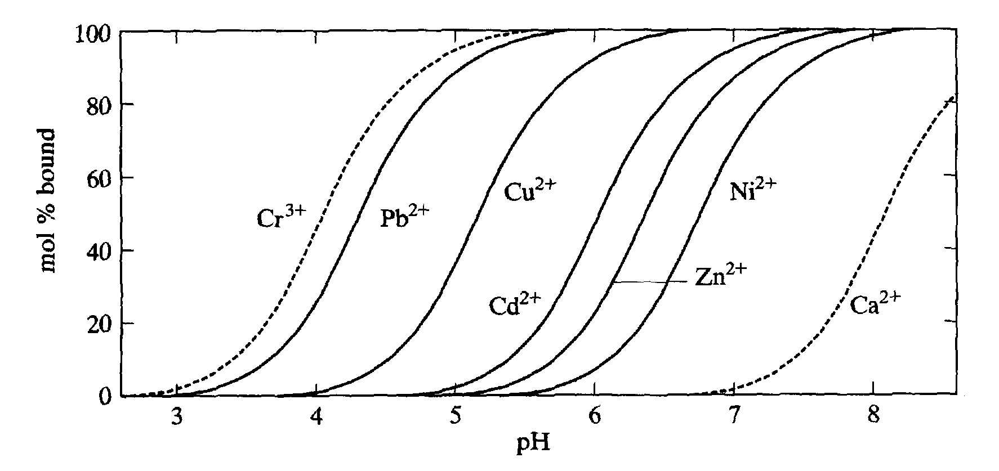 100
80
60
40
20
0
mol % bound
Cr³⁺
Pb²⁺
Cu²⁺
Cd²⁺
Zn²⁺
Ni²⁺
Ca²⁺
3 4 5 6 7 8
pH